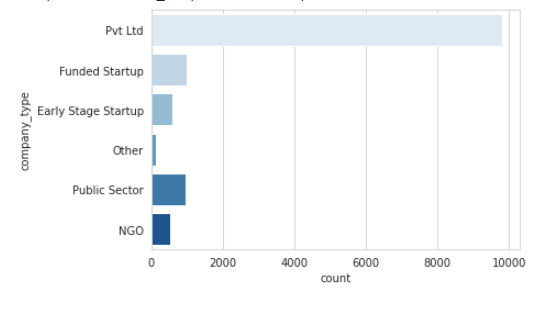 Pvt Ltd
Funded Startup
Early Stage Startup
Other
Public Sector
NGO
company_type
0 2000 4000 6000 8000 10000
count